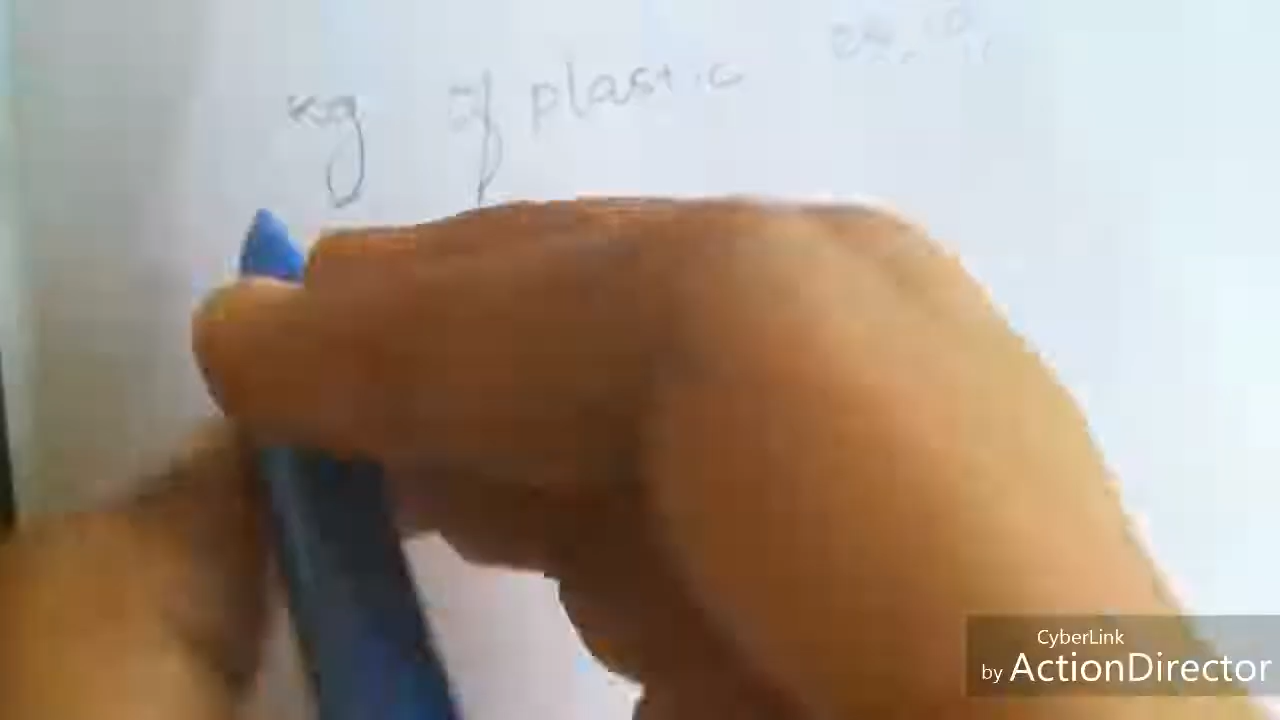 kg of plastic
CyberLink
by ActionDirector